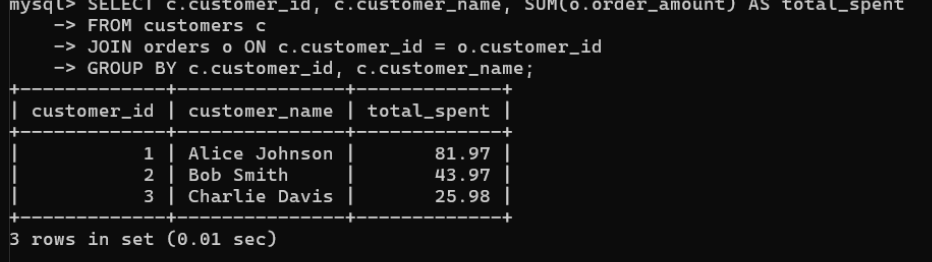 mysql> SELECT c.customer_id, c.customer_name, SUM(o.order_amount) AS total_spent
    -> FROM customers c
    -> JOIN orders o ON c.customer_id = o.customer_id
    -> GROUP BY c.customer_id, c.customer_name;
+-------------+---------------+-------------+
| customer_id | customer_name | total_spent |
+-------------+---------------+-------------+
|           1 | Alice Johnson |       81.97 |
|           2 | Bob Smith     |       43.97 |
|           3 | Charlie Davis |       25.98 |
+-------------+---------------+-------------+
3 rows in set (0.01 sec)